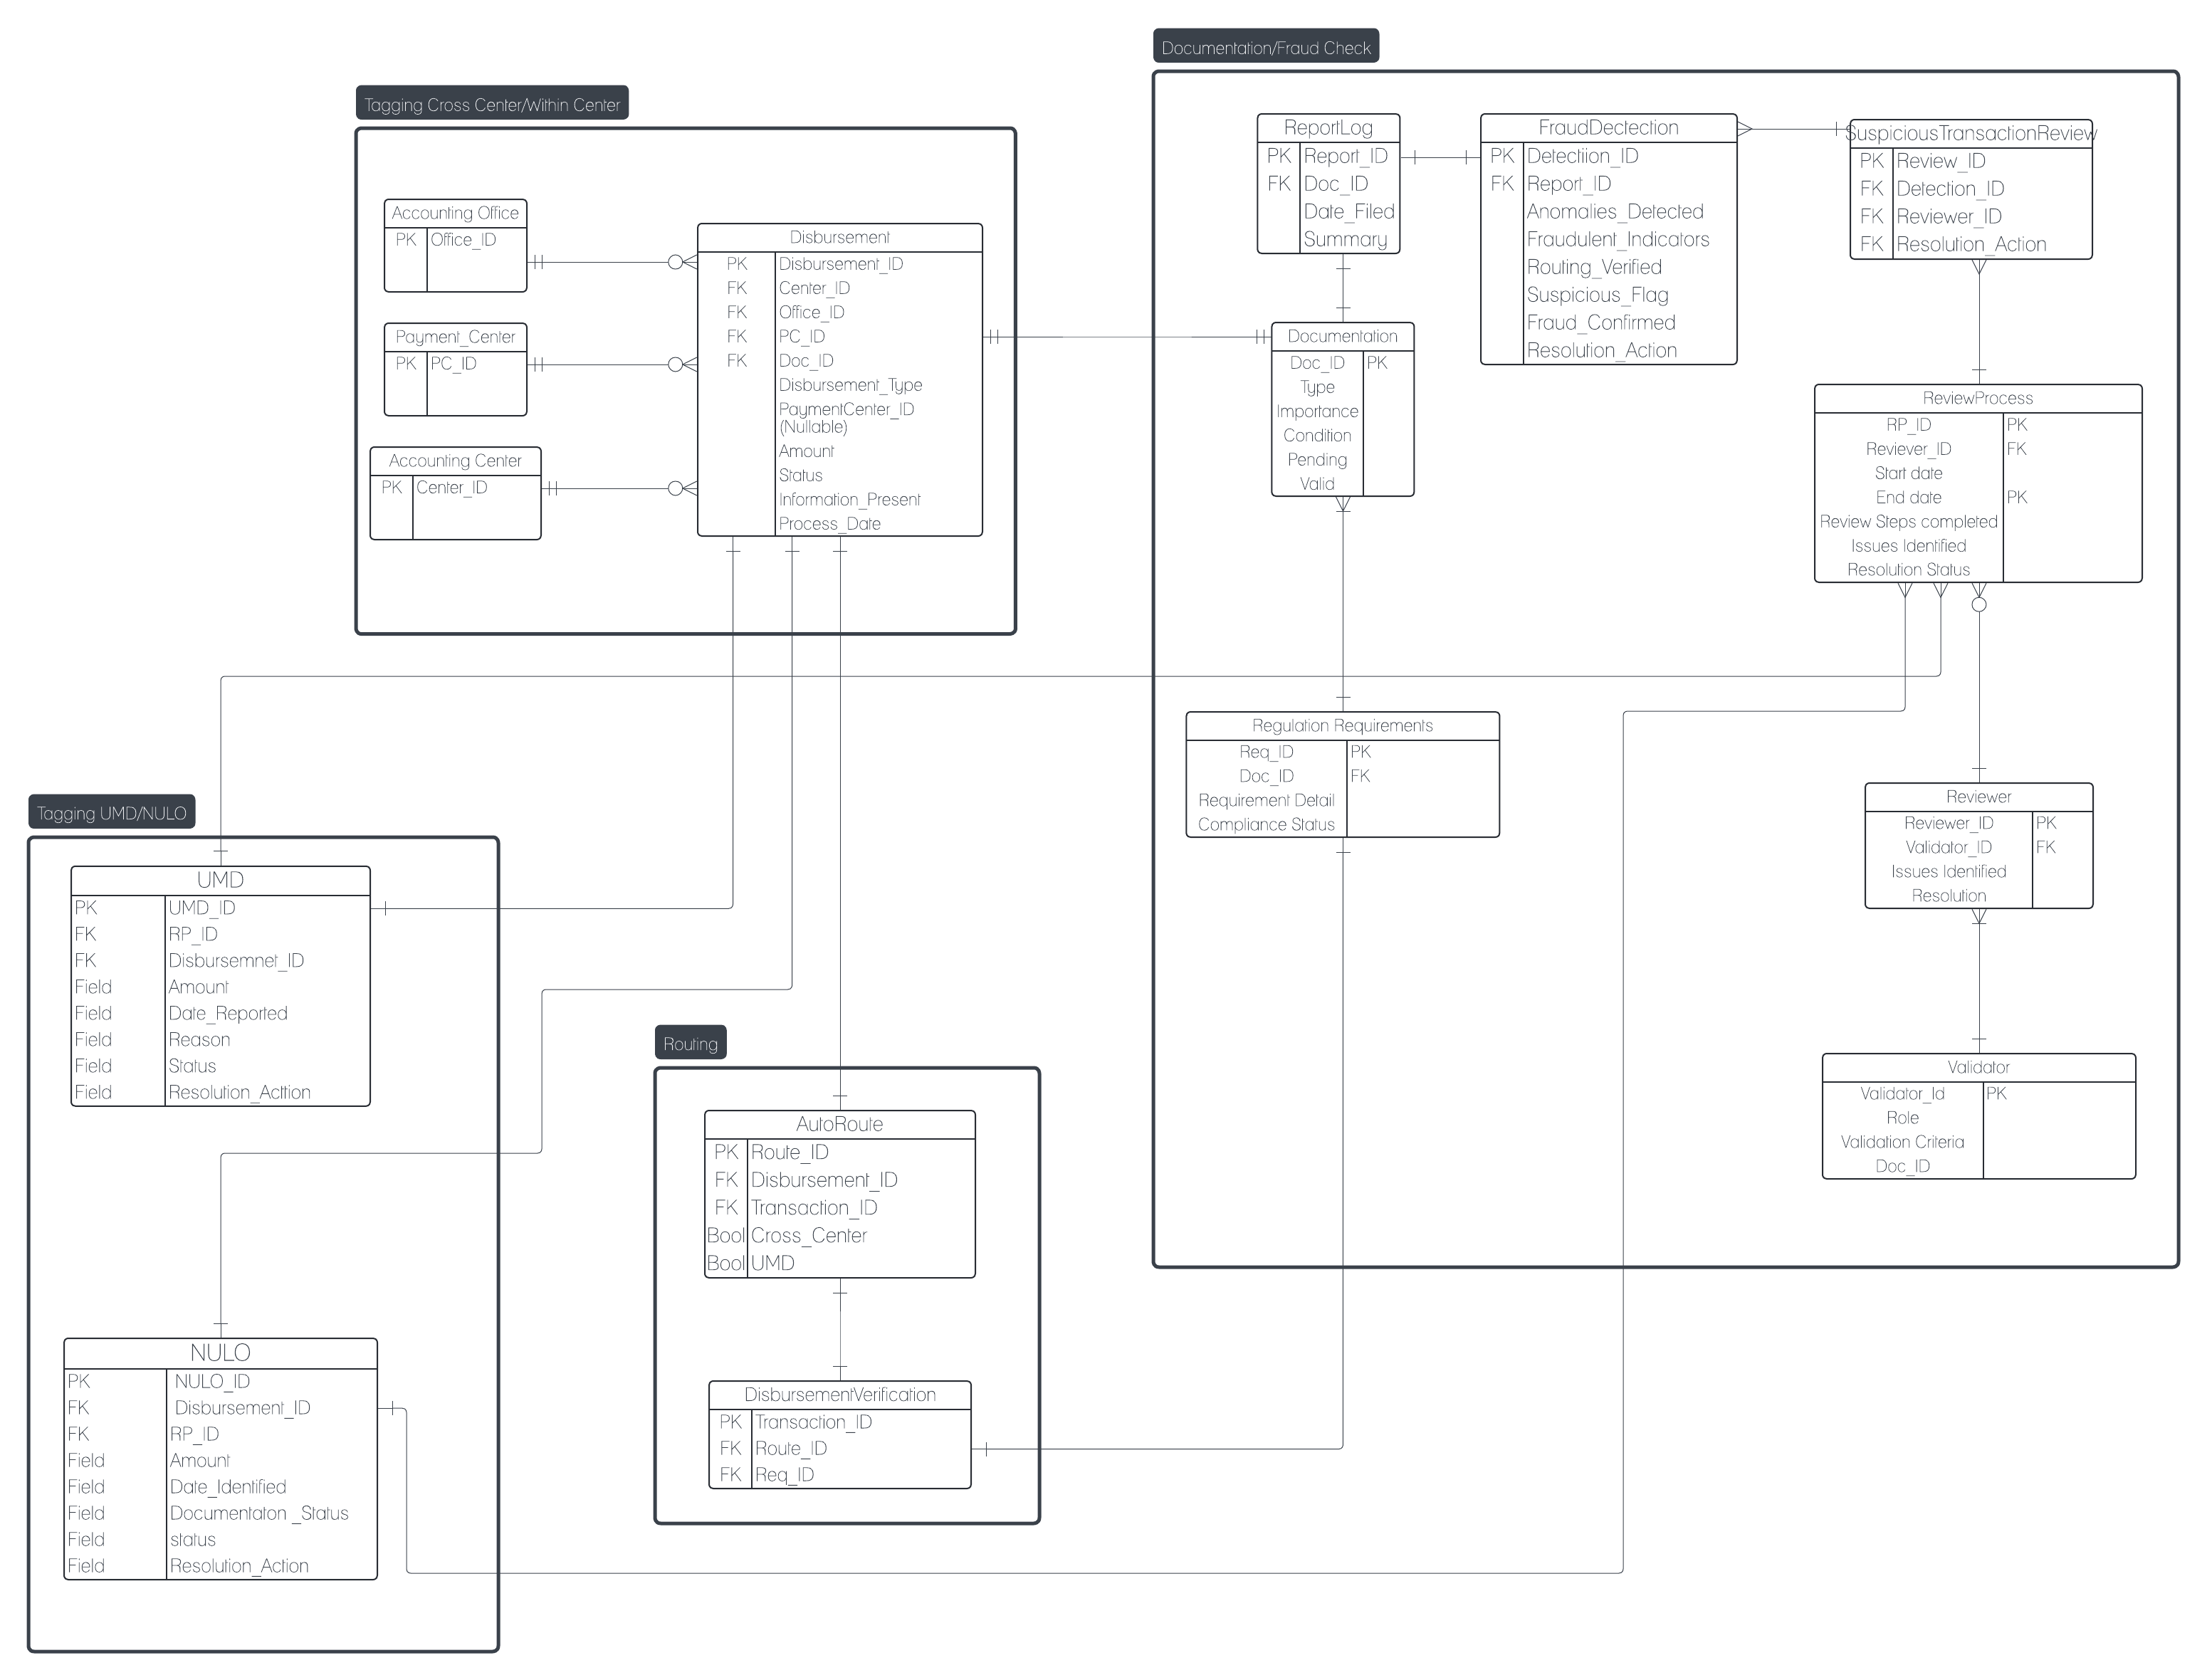 Documentation/Fraud Check
Tagging Cross Center/Within Center
Accounting Office
PK Office_ID
Payment_Center
PK PC_ID
Accounting Center
PK Center_ID
Disbursement
PK Disbursement_ID
FK Center_ID
FK Office_ID
FK PC_ID
FK Doc_ID
Disbursement_Type
PaymentCenter_ID
(Nullable)
Amount
Status
Information_Present
Process_Date
ReportLog
PK Report_ID
FK Doc_ID
Date_Filed
Summary
FraudDectection
PK Detectiion_ID
FK Report_ID
Anomalies_Detected
Fraudulent_Indicators
Routing_Verified
Suspicious_Flag
Fraud_Confirmed
Resolution_Action
SuspiciousTransactionReview
PK Review_ID
FK Detection_ID
FK Reviewer_ID
FK Resolution_Action
Documentation
Doc_ID PK
Type
Importance
Condition
Pending
Valid
ReviewProcess
RP_ID PK
Reviever_ID FK
Start date
End date PK
Review Steps completed
Issues Identified
Resolution Status
Regulation Requirements
Req_ID PK
Doc_ID FK
Requirement Detail
Compliance Status
Reviewer
Reviewer_ID PK
Validator_ID FK
Issues Identified
Resolution
Validator
Validator_Id PK
Role
Validation Criteria
Doc_ID
Tagging UMD/NULO
UMD
PK UMD_ID
FK RP_ID
FK Disbursemnet_ID
Field Amount
Field Date_Reported
Field Reason
Field Status
Field Resolution_Acttion
NULO
PK NULO_ID
FK Disbursement_ID
FK RP_ID
Field Amount
Field Date_Identified
Field Documentaton _Status
Field status
Field Resolution_Action
Routing
AutoRoute
PK Route_ID
FK Disbursement_ID
FK Transaction_ID
Bool Cross_Center
Bool UMD
DisbursementVerification
PK Transaction_ID
FK Route_ID
FK Req_ID